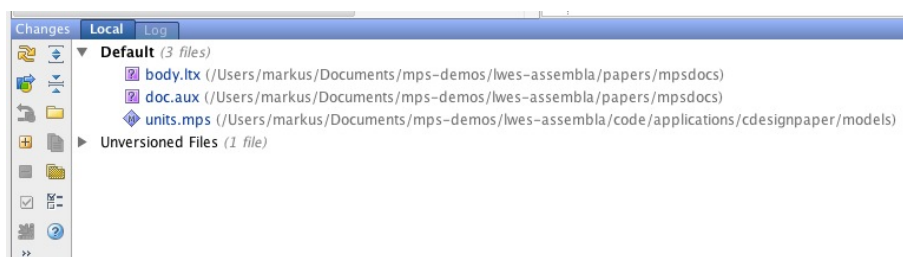 Changes Local Log
Default (3 files)
body.ltx (/Users/markus/Documents/mps-demos/lwes-assembla/papers/mpsdocs)
doc.aux (/Users/markus/Documents/mps-demos/lwes-assembla/papers/mpsdocs)
units.mps (/Users/markus/Documents/mps-demos/lwes-assembla/code/applications/cdesignpaper/models)
Unversioned Files (1 file)